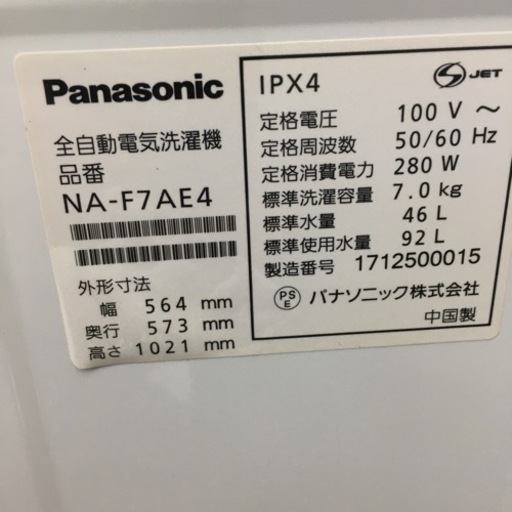 Panasonic
全自動電気洗濯機
品番
NA-F7AE4
外形寸法
幅 564 mm
奥行 573 mm
高さ 1021 mm
IPX4
S JET
定格電圧 100 V ～
定格周波数 50/60 Hz
定格消費電力 280 W
標準洗濯容量 7.0 kg
標準水量 46 L
標準使用水量 92 L
製造番号 1712500015
PS E パナソニック株式会社
中国製